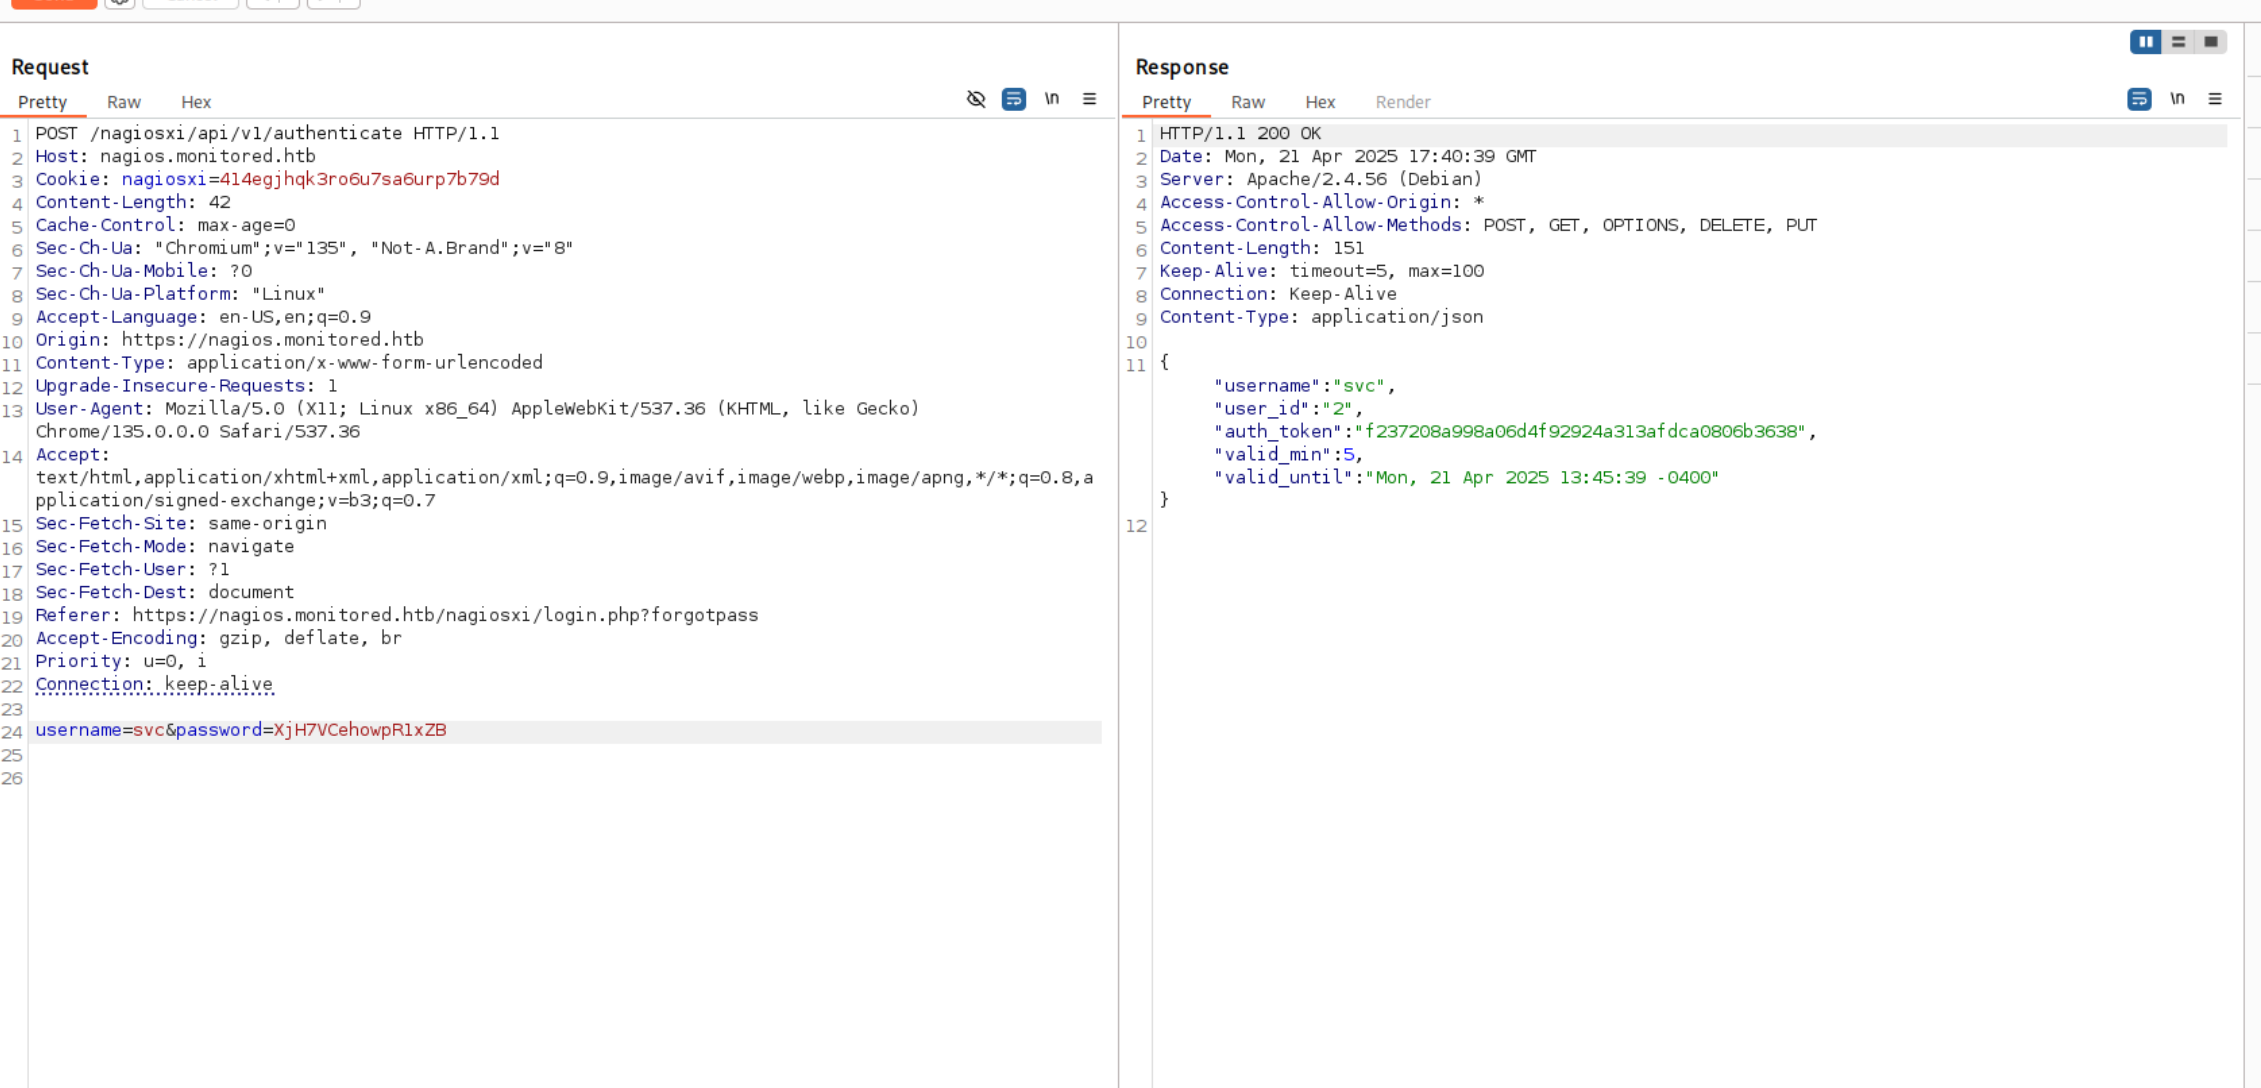 Request
Pretty Raw Hex \n
1 POST /nagiosxi/api/v1/authenticate HTTP/1.1
2 Host: nagios.monitored.htb
3 Cookie: nagiosxi=414egjhqk3ro6u7sa6urp7b79d
4 Content-Length: 42
5 Cache-Control: max-age=0
6 Sec-Ch-Ua: "Chromium";v="135", "Not-A.Brand";v="8"
7 Sec-Ch-Ua-Mobile: ?0
8 Sec-Ch-Ua-Platform: "Linux"
9 Accept-Language: en-US,en;q=0.9
10 Origin: https://nagios.monitored.htb
11 Content-Type: application/x-www-form-urlencoded
12 Upgrade-Insecure-Requests: 1
13 User-Agent: Mozilla/5.0 (X11; Linux x86_64) AppleWebKit/537.36 (KHTML, like Gecko)
Chrome/135.0.0.0 Safari/537.36
14 Accept:
text/html,application/xhtml+xml,application/xml;q=0.9,image/avif,image/webp,image/apng,*/*;q=0.8,a
pplication/signed-exchange;v=b3;q=0.7
15 Sec-Fetch-Site: same-origin
16 Sec-Fetch-Mode: navigate
17 Sec-Fetch-User: ?1
18 Sec-Fetch-Dest: document
19 Referer: https://nagios.monitored.htb/nagiosxi/login.php?forgotpass
20 Accept-Encoding: gzip, deflate, br
21 Priority: u=0, i
22 Connection: keep-alive
23
24 username=svc&password=XjH7VCehowpR1xZB
25
26
Response
Pretty Raw Hex Render \n
1 HTTP/1.1 200 OK
2 Date: Mon, 21 Apr 2025 17:40:39 GMT
3 Server: Apache/2.4.56 (Debian)
4 Access-Control-Allow-Origin: *
5 Access-Control-Allow-Methods: POST, GET, OPTIONS, DELETE, PUT
6 Content-Length: 151
7 Keep-Alive: timeout=5, max=100
8 Connection: Keep-Alive
9 Content-Type: application/json
10
11 {
"username":"svc",
"user_id":"2",
"auth_token":"f237208a998a06d4f92924a313afdca0806b3638",
"valid_min":5,
"valid_until":"Mon, 21 Apr 2025 13:45:39 -0400"
}
12